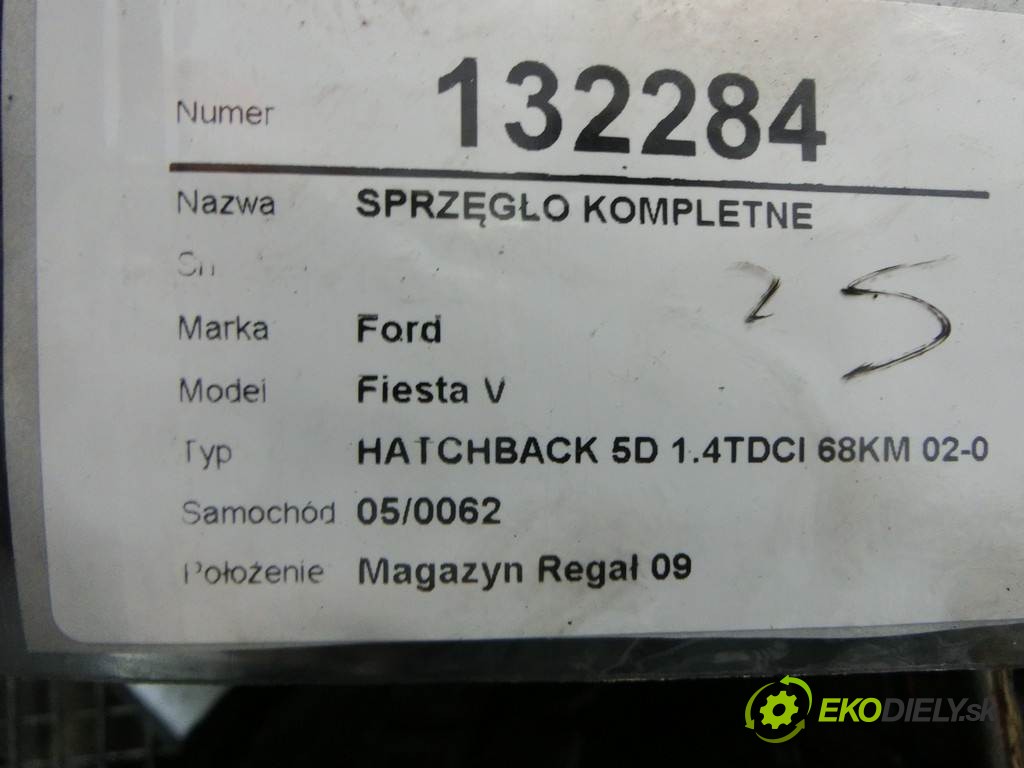 Numer 132284
Nazwa SPRZĘGŁO KOMPLETNE
Sn
Marka Ford
25
Model Fiesta V
Typ HATCHBACK 5D 1.4TDCI 68KM 02-0
Samochód 05/0062
Położenie Magazyn Regał 09
EKODIELY.sk